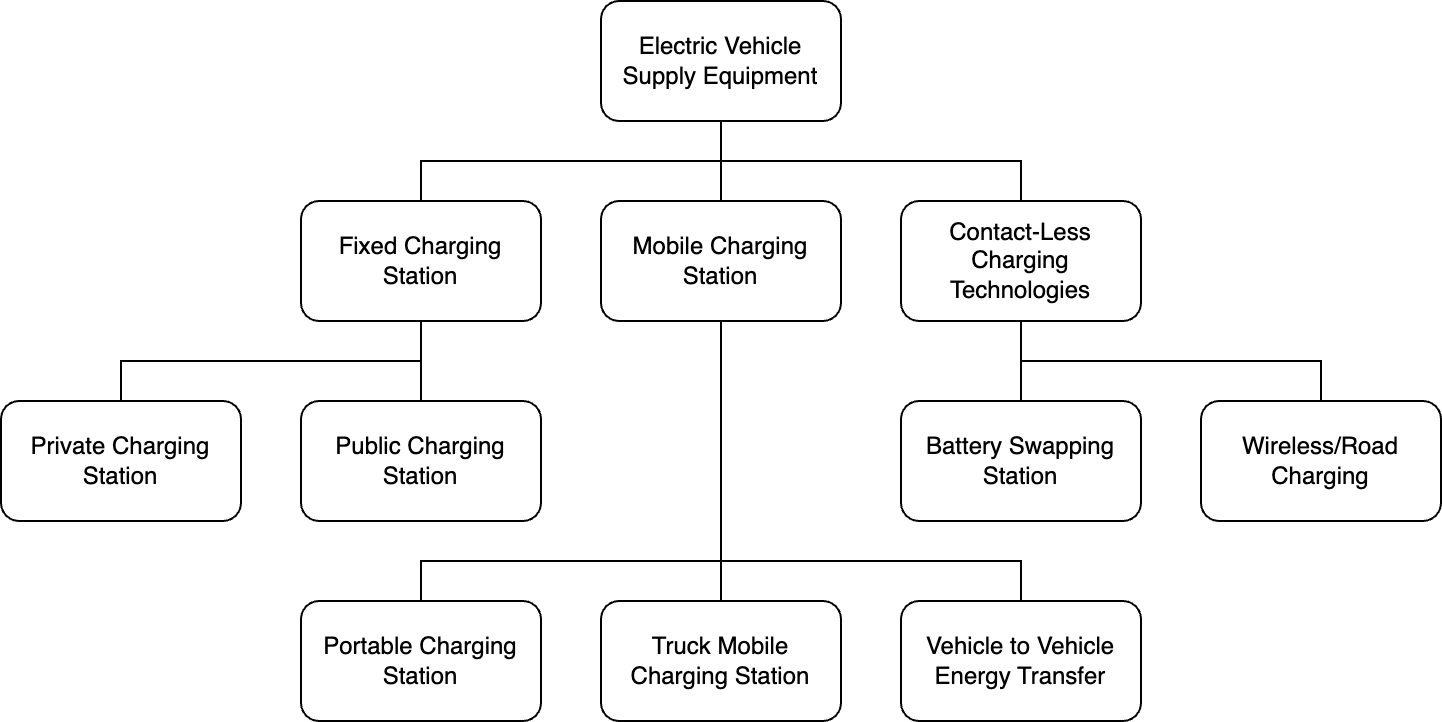 Electric Vehicle
Supply Equipment
Fixed Charging
Station
Mobile Charging
Station
Contact-Less
Charging
Technologies
Private Charging
Station
Public Charging
Station
Battery Swapping
Station
Wireless/Road
Charging
Portable Charging
Station
Truck Mobile
Charging Station
Vehicle to Vehicle
Energy Transfer